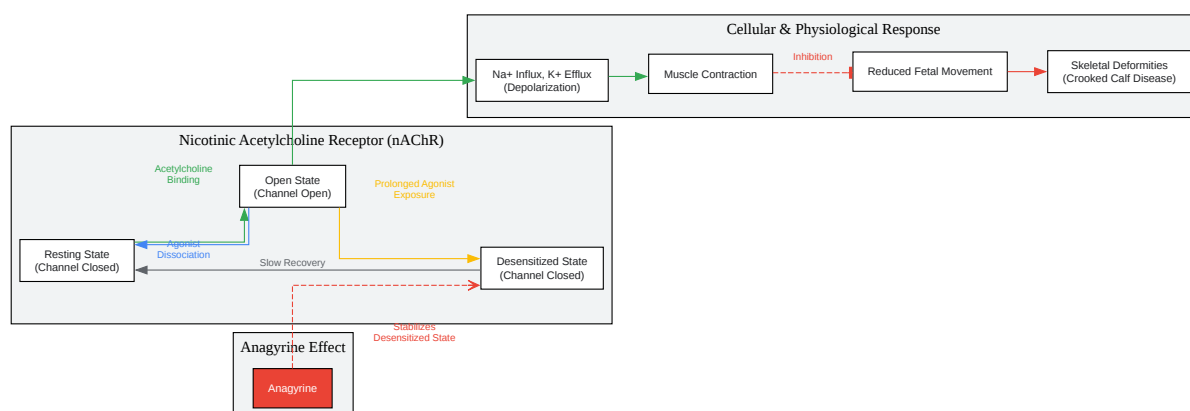 Cellular & Physiological Response
Na+ Influx, K+ Efflux
(Depolarization)
Muscle Contraction
Inhibition
Reduced Fetal Movement
Skeletal Deformities
(Crooked Calf Disease)
Nicotinic Acetylcholine Receptor (nAChR)
Acetylcholine
Binding
Open State
(Channel Open)
Prolonged Agonist
Exposure
Resting State
(Channel Closed)
Agonist
Dissociation
Slow Recovery
Desensitized State
(Channel Closed)
Stabilizes
Desensitized State
Anagyrine Effect
Anagyrine